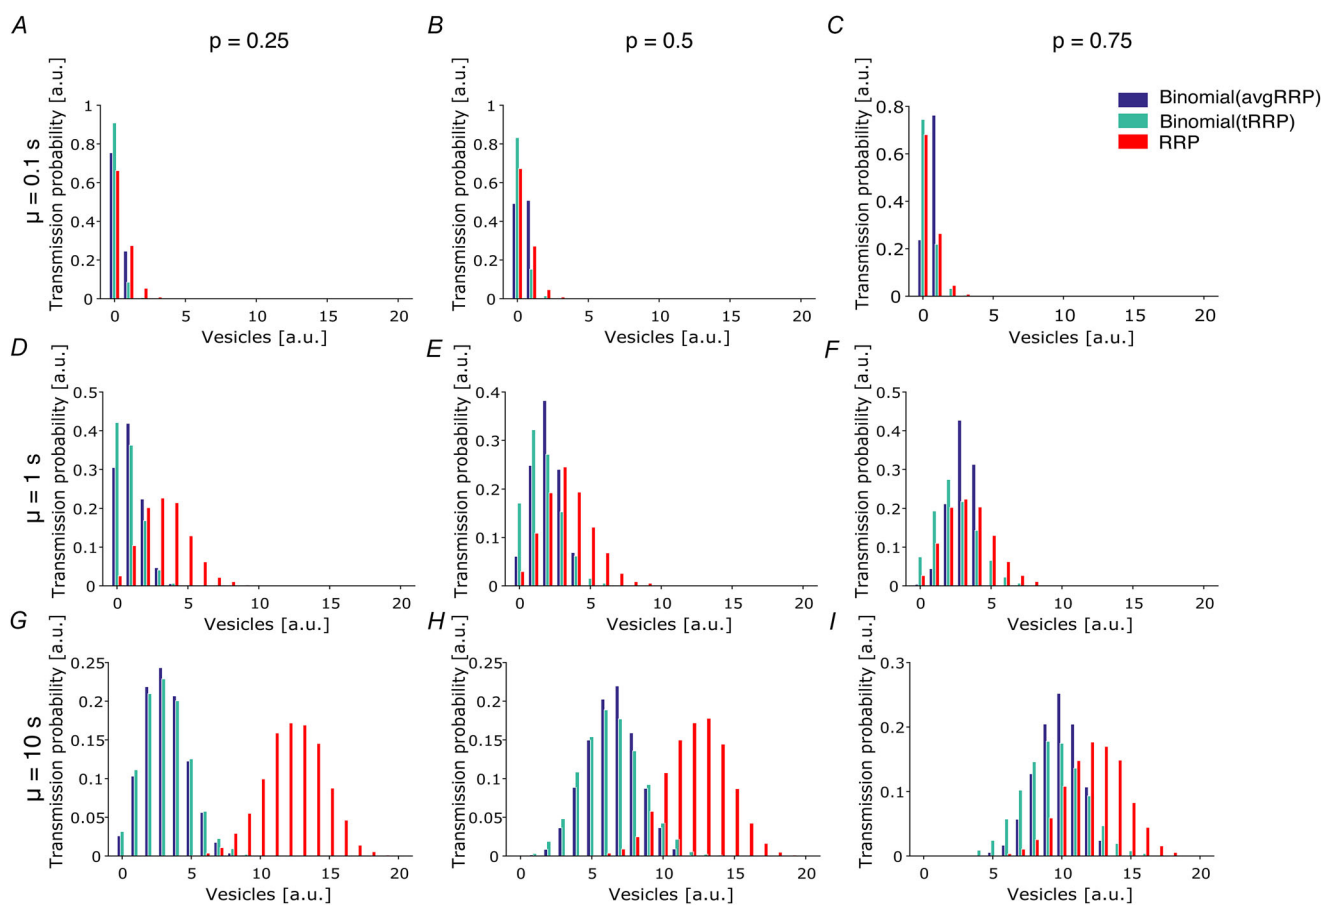 A
p = 0.25
B
p = 0.5
C
p = 0.75
Binomial(avgRRP)
Binomial(tRRP)
RRP
μ = 0.1 s
Transmission probability [a.u.]
1
0.8
0.6
0.4
0.2
0
0 5 10 15 20
Vesicles [a.u.]
Transmission probability [a.u.]
1
0.8
0.6
0.4
0.2
0
0 5 10 15 20
Vesicles [a.u.]
Transmission probability [a.u.]
0.8
0.6
0.4
0.2
0
0 5 10 15 20
Vesicles [a.u.]
D
E
F
μ = 1 s
Transmission probability [a.u.]
0.5
0.4
0.3
0.2
0.1
0
0 5 10 15 20
Vesicles [a.u.]
Transmission probability [a.u.]
0.4
0.3
0.2
0.1
0
0 5 10 15 20
Vesicles [a.u.]
Transmission probability [a.u.]
0.5
0.4
0.3
0.2
0.1
0
0 5 10 15 20
Vesicles [a.u.]
G
H
I
μ = 10 s
Transmission probability [a.u.]
0.25
0.2
0.15
0.1
0.05
0
0 5 10 15 20
Vesicles [a.u.]
Transmission probability [a.u.]
0.25
0.2
0.15
0.1
0.05
0
0 5 10 15 20
Vesicles [a.u.]
Transmission probability [a.u.]
0.3
0.2
0.1
0
0 5 10 15 20
Vesicles [a.u.]